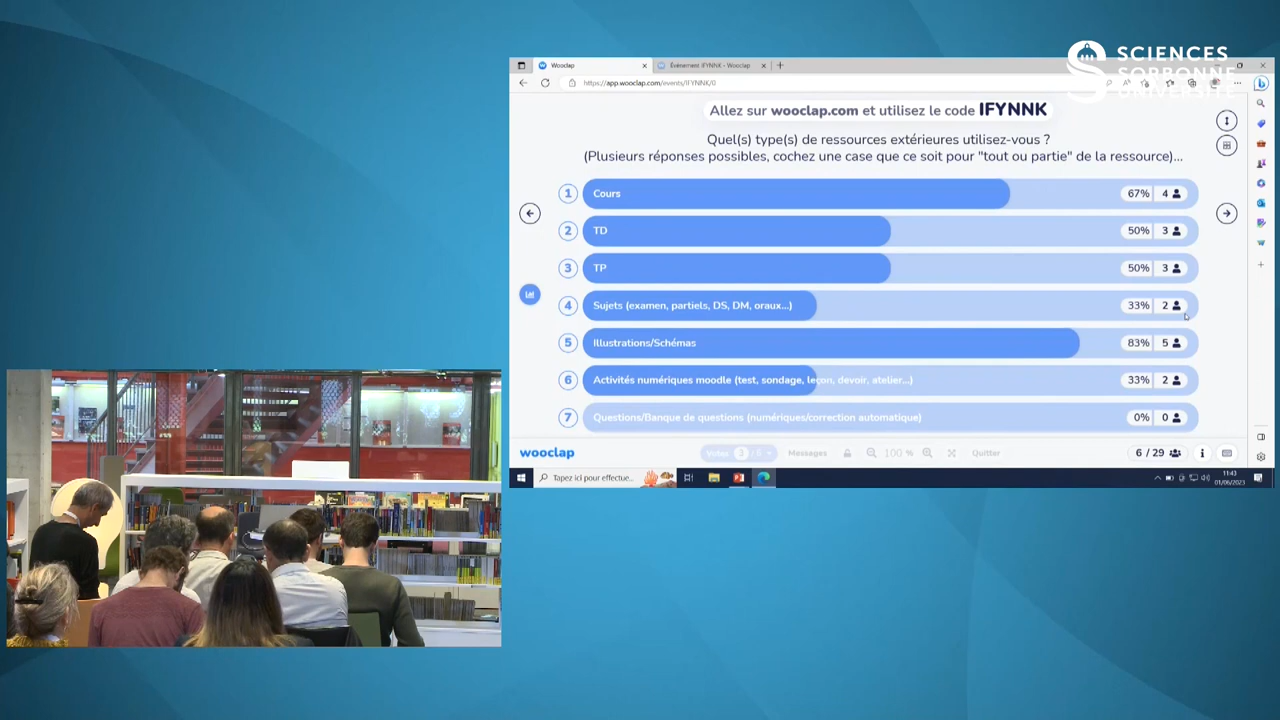 SCIENCES
SORBONNE
UNIVERSITÉ
Wooclap
Événement IFYNNK - Wooclap
https://app.wooclap.com/events/IFYNNK/0
Allez sur wooclap.com et utilisez le code IFYNNK
Quel(s) type(s) de ressources extérieures utilisez-vous ?
(Plusieurs réponses possibles, cochez une case que ce soit pour "tout ou partie" de la ressource)...
1 Cours 67% 4
2 TD 50% 3
3 TP 50% 3
4 Sujets (examen, partiels, DS, DM, oraux...) 33% 2
5 Illustrations/Schémas 83% 5
6 Activités numériques moodle (test, sondage, leçon, devoir, atelier...) 33% 2
7 Questions/Banque de questions (numériques/correction automatique) 0% 0
wooclap Votes Messages 100 % Quitter 6 / 29
Tapez ici pour effectue... 11:43
01/06/2023